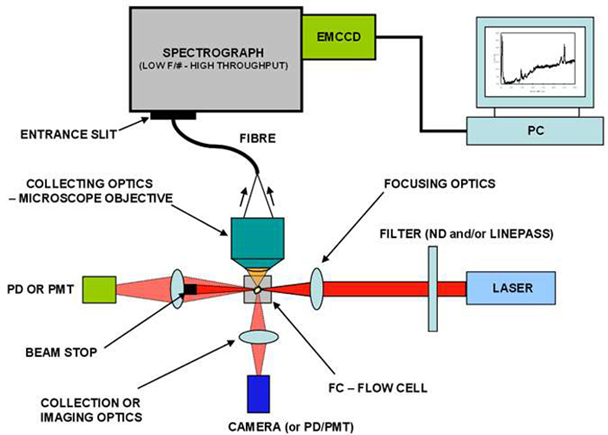 SPECTROGRAPH
(LOW F/# - HIGH THROUGHPUT)
EMCCD
PC
ENTRANCE SLIT
FIBRE
COLLECTING OPTICS
– MICROSCOPE OBJECTIVE
FOCUSING OPTICS
FILTER (ND and/or LINEPASS)
PD OR PMT
LASER
BEAM STOP
COLLECTION OR
IMAGING OPTICS
FC – FLOW CELL
CAMERA (or PD/PMT)